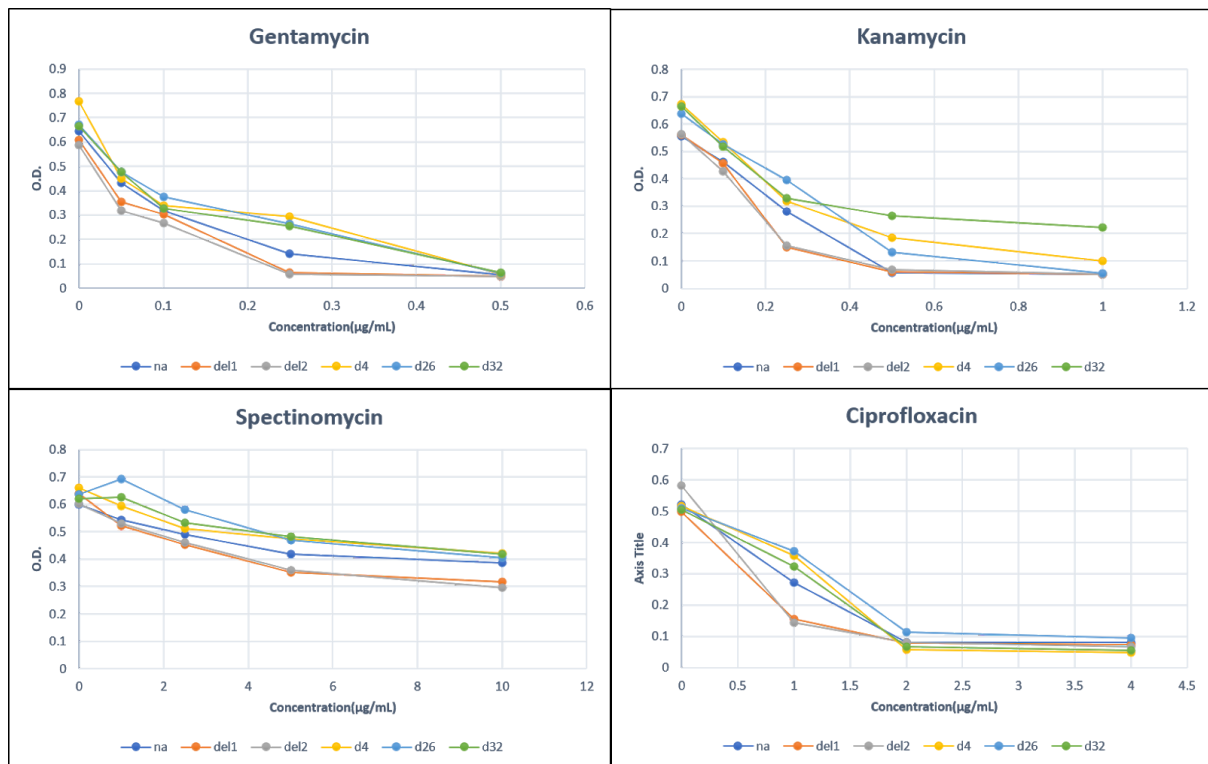 Gentamycin
0.9
0.8
0.7
0.6
0.5
0.4
0.3
0.2
0.1
0
O.D.
0 0.1 0.2 0.3 0.4 0.5 0.6
Concentration(µg/mL)
na del1 del2 d4 d26 d32
Kanamycin
0.8
0.7
0.6
0.5
0.4
0.3
0.2
0.1
0
O.D.
0 0.2 0.4 0.6 0.8 1 1.2
Concentration(µg/mL)
na del1 del2 d4 d26 d32
Spectinomycin
0.8
0.7
0.6
0.5
0.4
0.3
0.2
0.1
0
O.D.
0 2 4 6 8 10 12
Concentration(µg/mL)
na del1 del2 d4 d26 d32
Ciprofloxacin
0.7
0.6
0.5
0.4
0.3
0.2
0.1
0
Axis Title
0 0.5 1 1.5 2 2.5 3 3.5 4 4.5
Concentration(µg/mL)
na del1 del2 d4 d26 d32